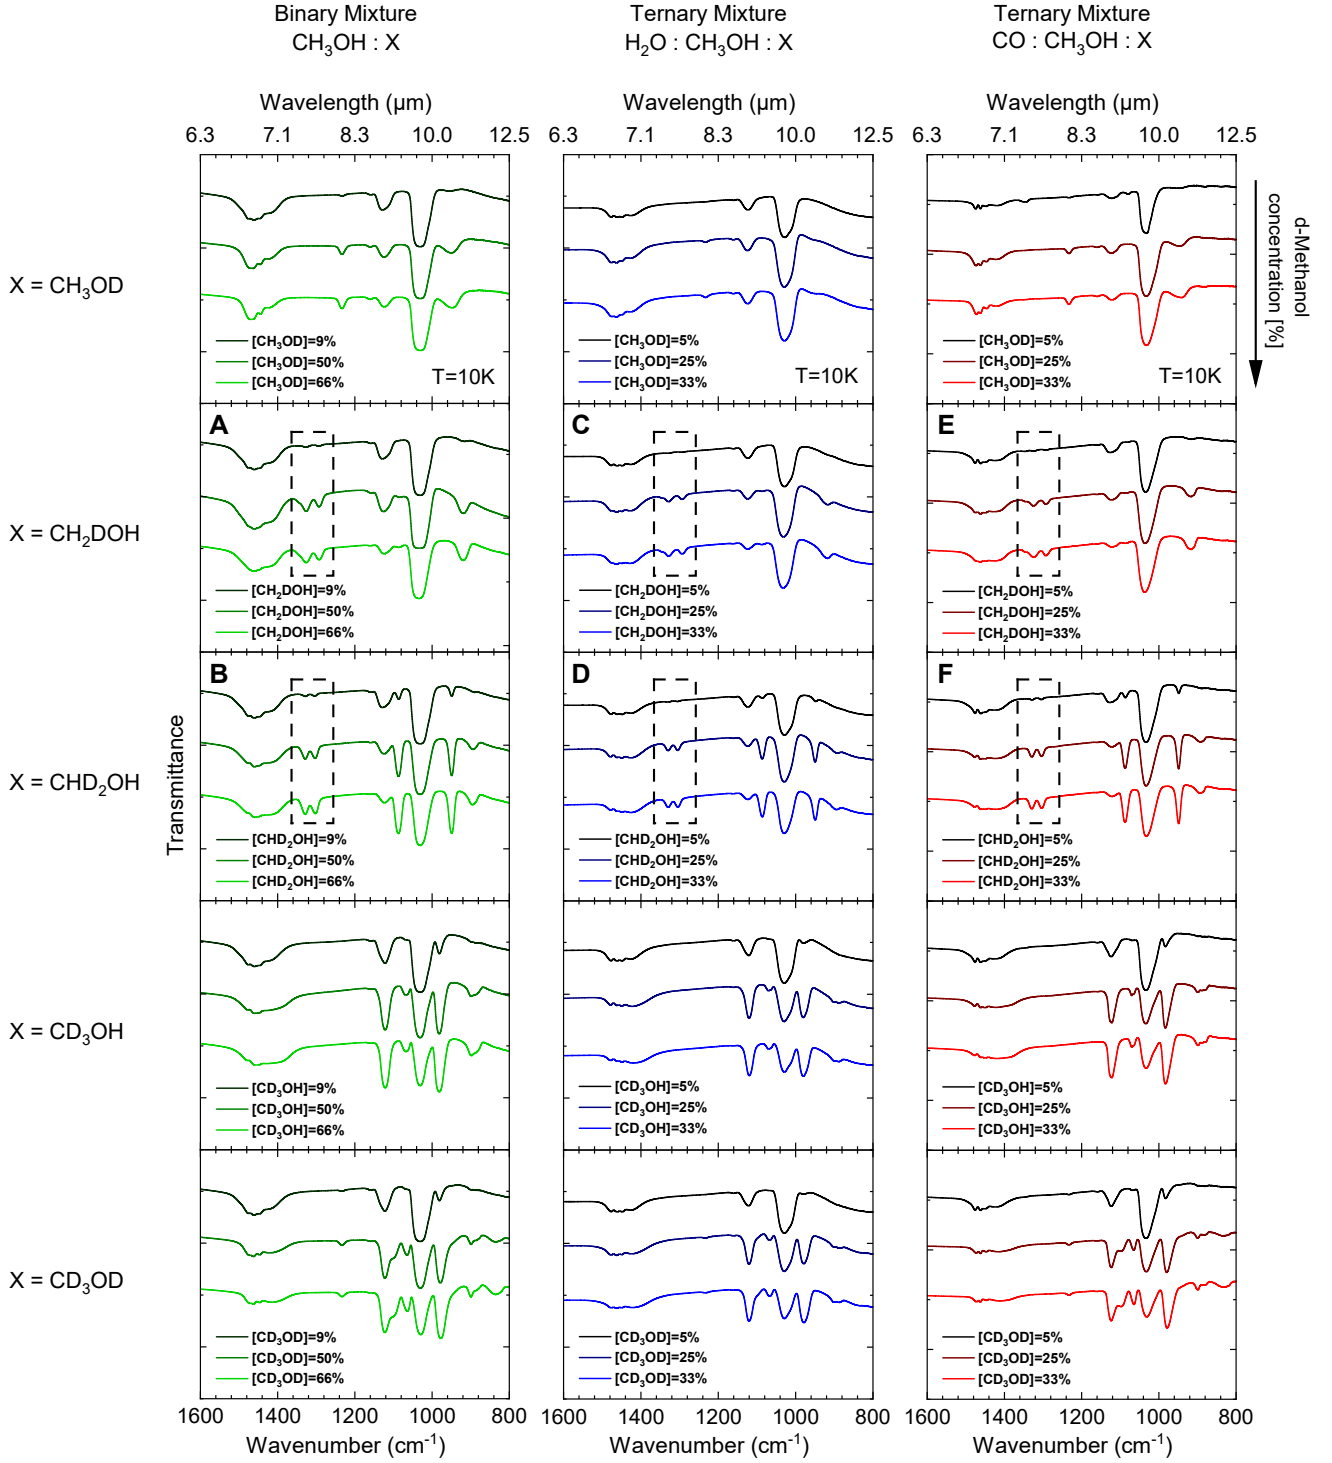 Binary Mixture
CH₃OH : X
Ternary Mixture
H₂O : CH₃OH : X
Ternary Mixture
CO : CH₃OH : X
Wavelength (µm)
Wavelength (µm)
Wavelength (µm)
6.3 7.1 8.3 10.0 12.5
6.3 7.1 8.3 10.0 12.5
6.3 7.1 8.3 10.0 12.5
d-Methanol
concentration [%]
X = CH₃OD
[CH₃OD]=9%
[CH₃OD]=50%
[CH₃OD]=66%
T=10K
[CH₃OD]=5%
[CH₃OD]=25%
[CH₃OD]=33%
T=10K
[CH₃OD]=5%
[CH₃OD]=25%
[CH₃OD]=33%
T=10K
X = CH₂DOH
A
[CH₂DOH]=9%
[CH₂DOH]=50%
[CH₂DOH]=66%
C
[CH₂DOH]=5%
[CH₂DOH]=25%
[CH₂DOH]=33%
E
[CH₂DOH]=5%
[CH₂DOH]=25%
[CH₂DOH]=33%
Transmittance
X = CHD₂OH
B
[CHD₂OH]=9%
[CHD₂OH]=50%
[CHD₂OH]=66%
D
[CHD₂OH]=5%
[CHD₂OH]=25%
[CHD₂OH]=33%
F
[CHD₂OH]=5%
[CHD₂OH]=25%
[CHD₂OH]=33%
X = CD₃OH
[CD₃OH]=9%
[CD₃OH]=50%
[CD₃OH]=66%
[CD₃OH]=5%
[CD₃OH]=25%
[CD₃OH]=33%
[CD₃OH]=5%
[CD₃OH]=25%
[CD₃OH]=33%
X = CD₃OD
[CD₃OD]=9%
[CD₃OD]=50%
[CD₃OD]=66%
[CD₃OD]=5%
[CD₃OD]=25%
[CD₃OD]=33%
[CD₃OD]=5%
[CD₃OD]=25%
[CD₃OD]=33%
1600 1400 1200 1000 800
1600 1400 1200 1000 800
1600 1400 1200 1000 800
Wavenumber (cm⁻¹)
Wavenumber (cm⁻¹)
Wavenumber (cm⁻¹)